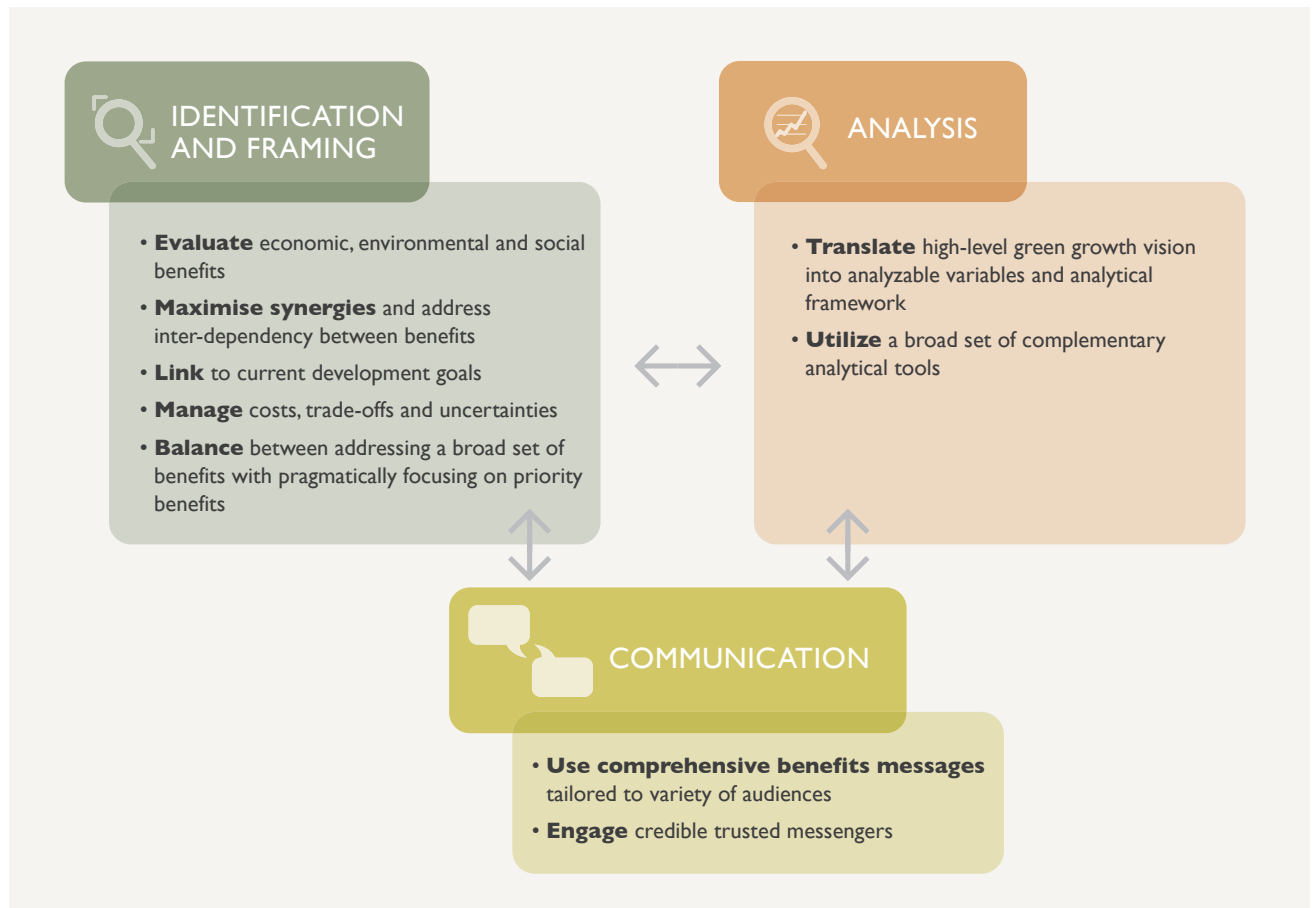 IDENTIFICATION
AND FRAMING
• Evaluate economic, environmental and social
benefits
• Maximise synergies and address
inter-dependency between benefits
• Link to current development goals
• Manage costs, trade-offs and uncertainties
• Balance between addressing a broad set of
benefits with pragmatically focusing on priority
benefits
ANALYSIS
• Translate high-level green growth vision
into analyzable variables and analytical
framework
• Utilize a broad set of complementary
analytical tools
COMMUNICATION
• Use comprehensive benefits messages
tailored to variety of audiences
• Engage credible trusted messengers